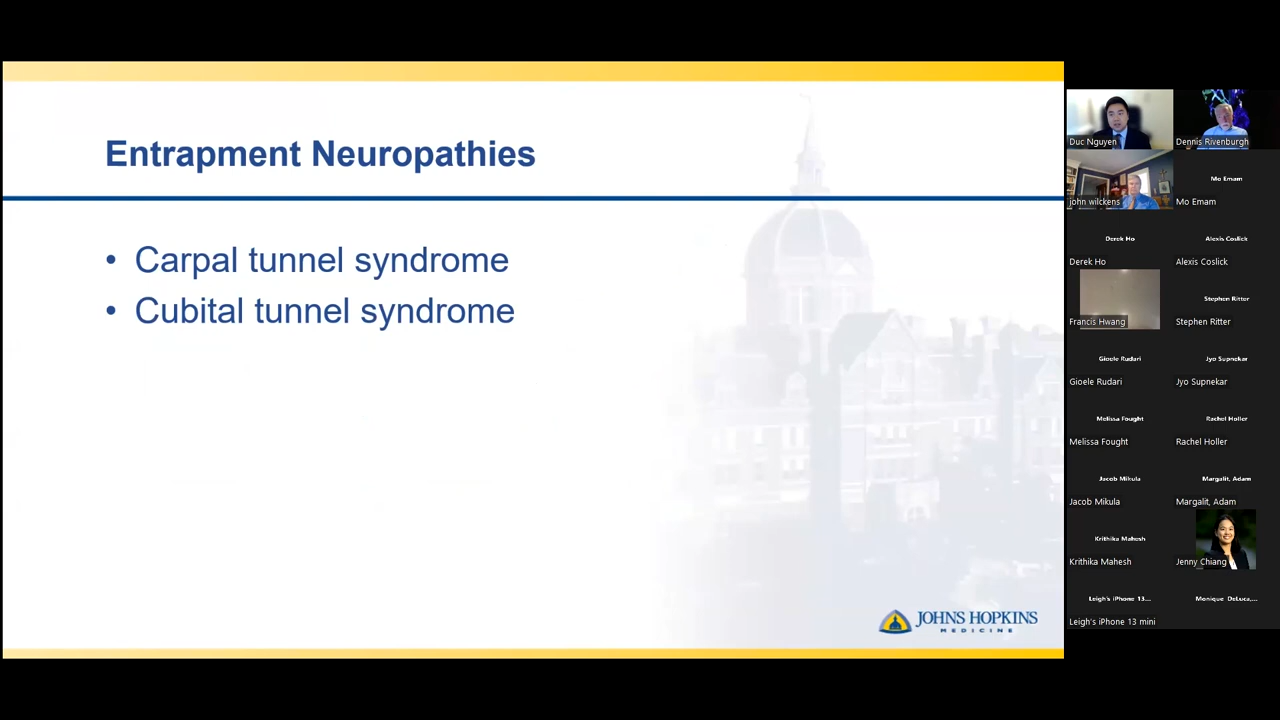 Entrapment Neuropathies
• Carpal tunnel syndrome
• Cubital tunnel syndrome
JOHNS HOPKINS
MEDICINE
Duc Nguyen
Dennis Rivenburgh
john wilckens
Mo Emam
Mo Emam
Derek Ho
Derek Ho
Alexis Coslick
Alexis Coslick
Francis Hwang
Stephen Ritter
Stephen Ritter
Gioele Rudari
Gioele Rudari
Jyo Supnekar
Jyo Supnekar
Melissa Fought
Melissa Fought
Rachel Holler
Rachel Holler
Jacob Mikula
Jacob Mikula
Margalit, Adam
Margalit, Adam
Krithika Mahesh
Krithika Mahesh
Jenny Chiang
Leigh's iPhone 13...
Leigh's iPhone 13 mini
Monique DeLuca,...